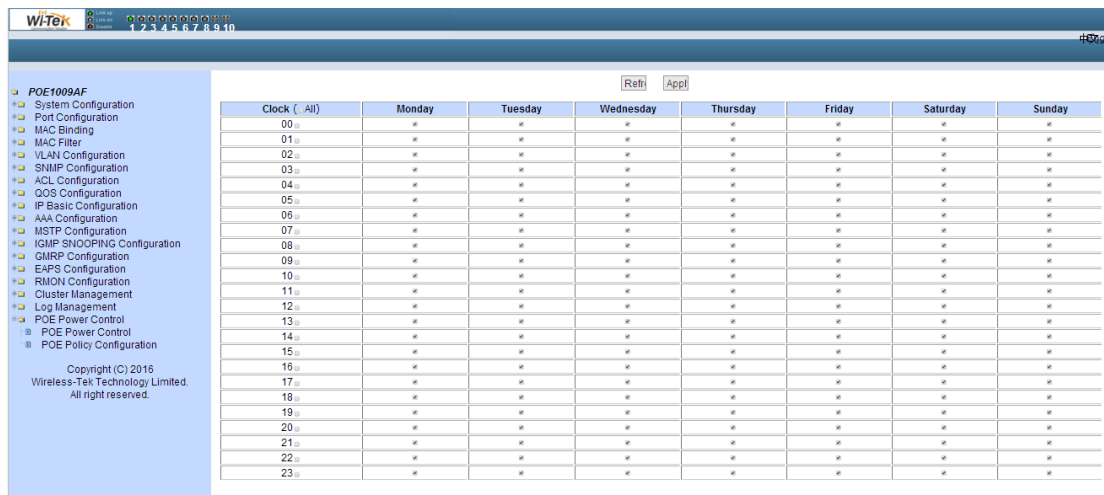 Wi-Tek
1 2 3 4 5 6 7 8 9 10
中文
Refr Appl
POE1009AF
System Configuration
Port Configuration
MAC Binding
MAC Filter
VLAN Configuration
SNMP Configuration
ACL Configuration
QOS Configuration
IP Basic Configuration
AAA Configuration
MSTP Configuration
IGMP SNOOPING Configuration
GMRP Configuration
EAPS Configuration
RMON Configuration
Cluster Management
Log Management
POE Power Control
POE Power Control
POE Policy Configuration
Copyright (C) 2016
Wireless-Tek Technology Limited.
All right reserved.
Clock (All) Monday Tuesday Wednesday Thursday Friday Saturday Sunday
00
01
02
03
04
05
06
07
08
09
10
11
12
13
14
15
16
17
18
19
20
21
22
23